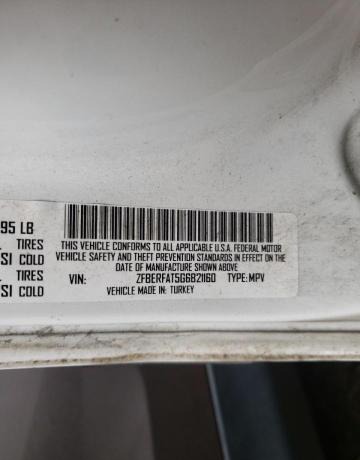 95 LB
TIRES
SI COLD
TIRES
SI COLD
THIS VEHICLE CONFORMS TO ALL APPLICABLE U.S.A. FEDERAL MOTOR
VEHICLE SAFETY AND THEFT PREVENTION STANDARDS IN EFFECT ON THE
DATE OF MANUFACTURE SHOWN ABOVE
VIN: ZFBERFAT5G6B21160 TYPE: MPV
VEHICLE MADE IN: TURKEY